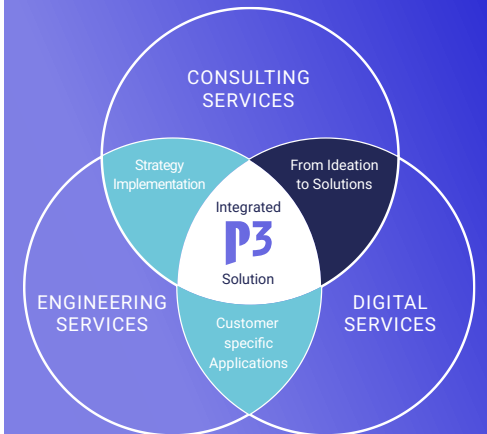 CONSULTING
SERVICES
Strategy
Implementation
From Ideation
to Solutions
Integrated
P3
Solution
ENGINEERING
SERVICES
DIGITAL
SERVICES
Customer
specific
Applications